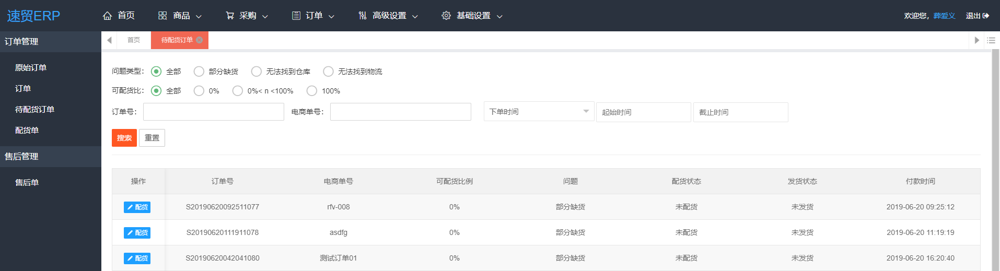 速贸ERP 首页 商品 采购 订单 高级设置 基础设置 欢迎您，葬爱义 退出
订单管理
原始订单
订单
待配货订单
配货单
售后管理
售后单
首页 待配货订单
问题类型： 全部 部分缺货 无法找到仓库 无法找到物流
可配货比： 全部 0% 0%< n <100% 100%
订单号： 电商单号： 下单时间 起始时间 截止时间
搜索 重置
操作 订单号 电商单号 可配货比例 问题 配货状态 发货状态 付款时间
配货 S20190620092511077 rfv-008 0% 部分缺货 未配货 未发货 2019-06-20 09:25:12
配货 S20190620111911078 asdfg 0% 部分缺货 未配货 未发货 2019-06-20 11:19:19
配货 S20190620042041080 测试订单01 0% 部分缺货 未配货 未发货 2019-06-20 16:20:40